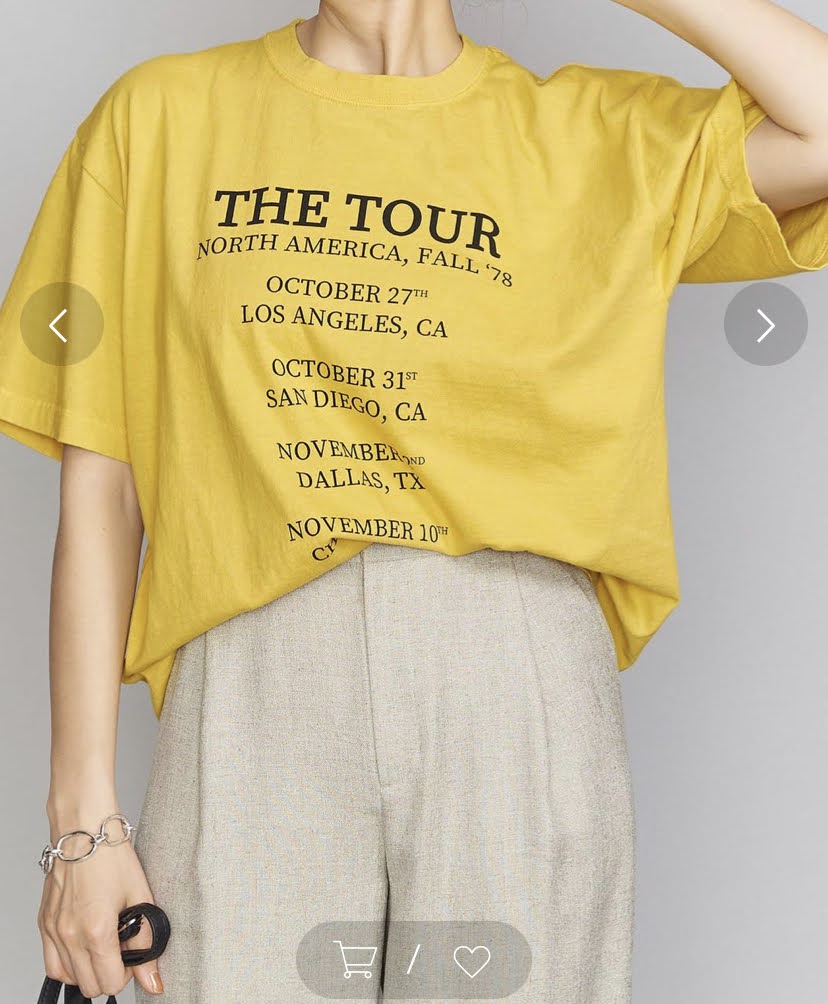 THE TOUR
NORTH AMERICA, FALL ‘78
OCTOBER 27TH
LOS ANGELES, CA
OCTOBER 31ST
SAN DIEGO, CA
NOVEMBER 2ND
DALLAS, TX
NOVEMBER 10TH